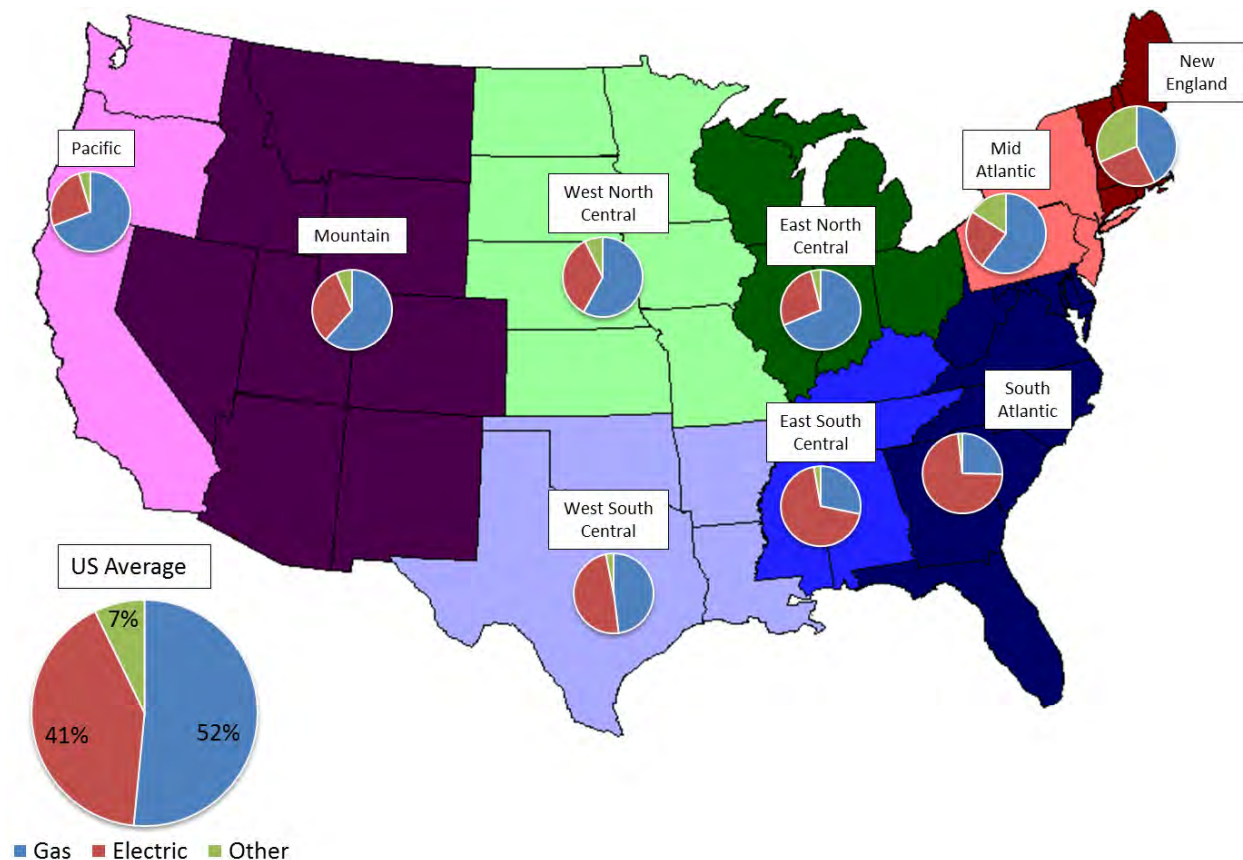 New
England
Pacific
Mid
Atlantic
West North
Central
East North
Central
Mountain
South
Atlantic
East South
Central
West South
Central
US Average
7%
41%
52%
Gas Electric Other